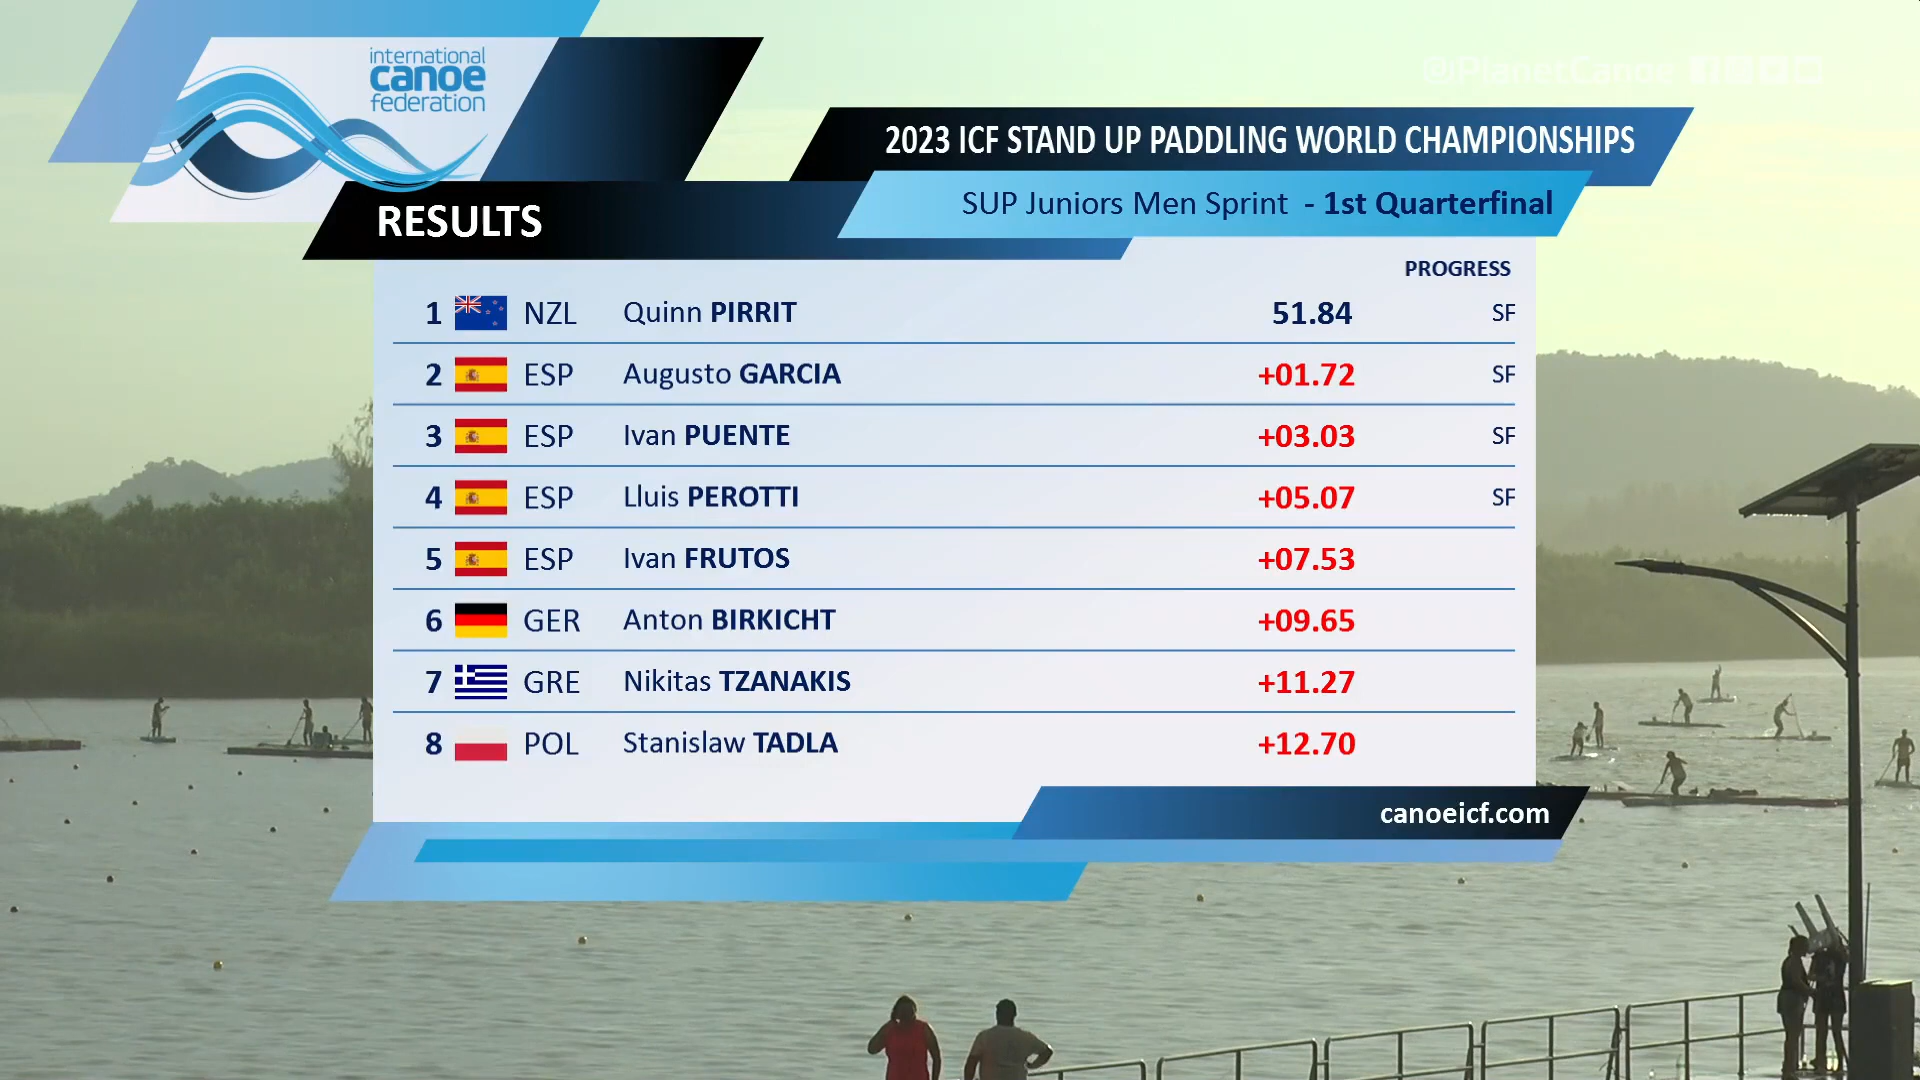 international
canoe
federation
@PlanetCanoe
2023 ICF STAND UP PADDLING WORLD CHAMPIONSHIPS
SUP Juniors Men Sprint - 1st Quarterfinal
RESULTS
PROGRESS
1 NZL Quinn PIRRIT 51.84 SF
2 ESP Augusto GARCIA +01.72 SF
3 ESP Ivan PUENTE +03.03 SF
4 ESP Lluis PEROTTI +05.07 SF
5 ESP Ivan FRUTOS +07.53
6 GER Anton BIRKICHT +09.65
7 GRE Nikitas TZANAKIS +11.27
8 POL Stanislaw TADLA +12.70
canoeicf.com